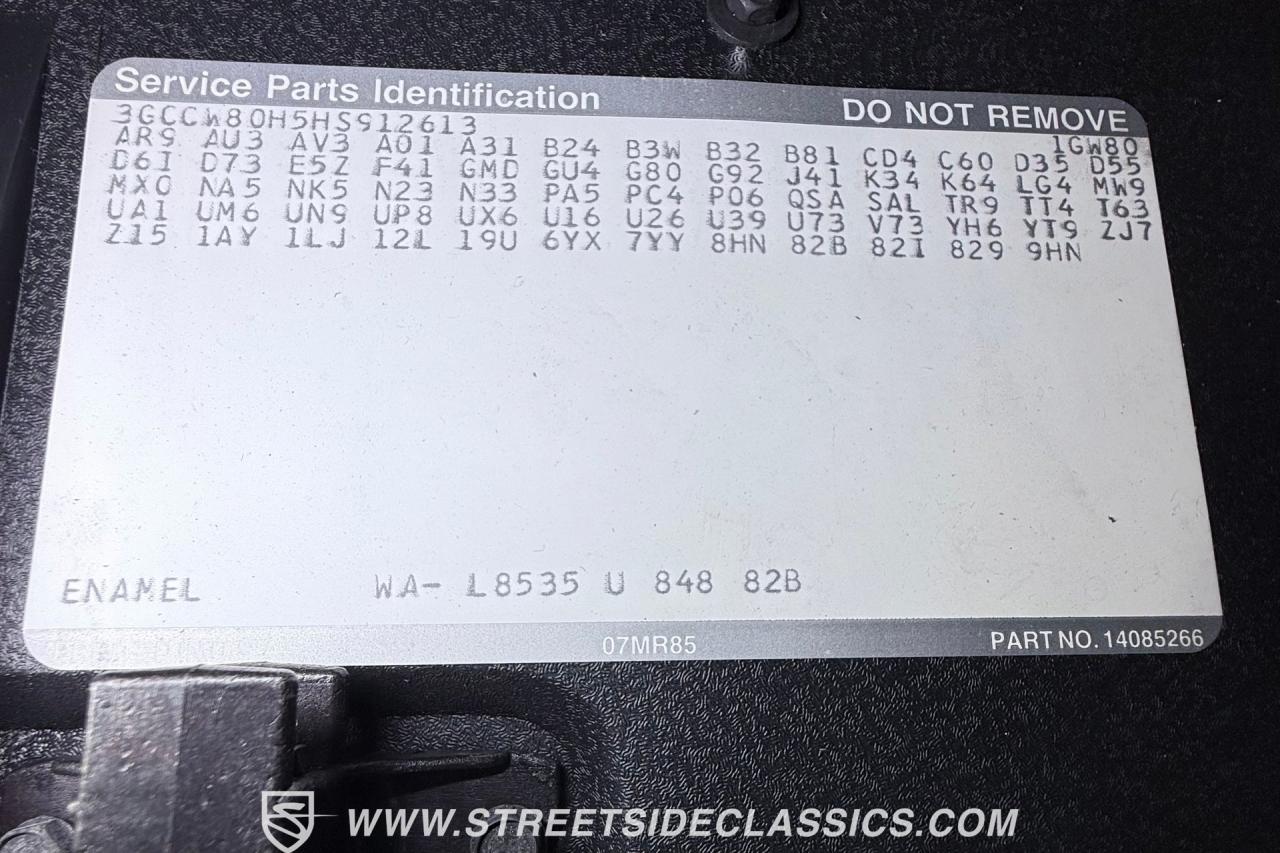 Service Parts Identification DO NOT REMOVE
3GCCW80H5HS912613 1GW80
AR9 AU3 AV3 A01 A31 B24 B3W B32 B81 CD4 C60 D35 D55
D6I D73 E5Z F41 GMD GU4 G80 G92 J41 K34 K64 LG4 MW9
MX0 NA5 NK5 N23 N33 PA5 PC4 P06 QSA SAL TR9 TT4 T63
UA1 UM6 UN9 UP8 UX6 U16 U26 U39 U73 V73 YH6 YT9 ZJ7
Z15 1AY 1LJ 12L 19U 6YX 7YY 8HN 82B 82I 829 9HN
ENAMEL WA- L8535 U 848 82B
07MR85 PART NO. 14085266
WWW.STREETSIDECLASSICS.COM